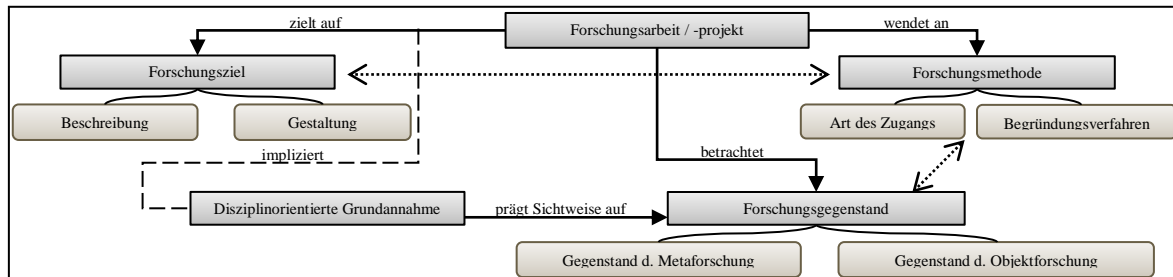 zielt auf
Forschungsarbeit / -projekt
wendet an
Forschungsziel
Forschungsmethode
Beschreibung
Gestaltung
Art des Zugangs
Begründungsverfahren
impliziert
betrachtet
Disziplinorientierte Grundannahme
prägt Sichtweise auf
Forschungsgegenstand
Gegenstand d. Metaforschung
Gegenstand d. Objektforschung